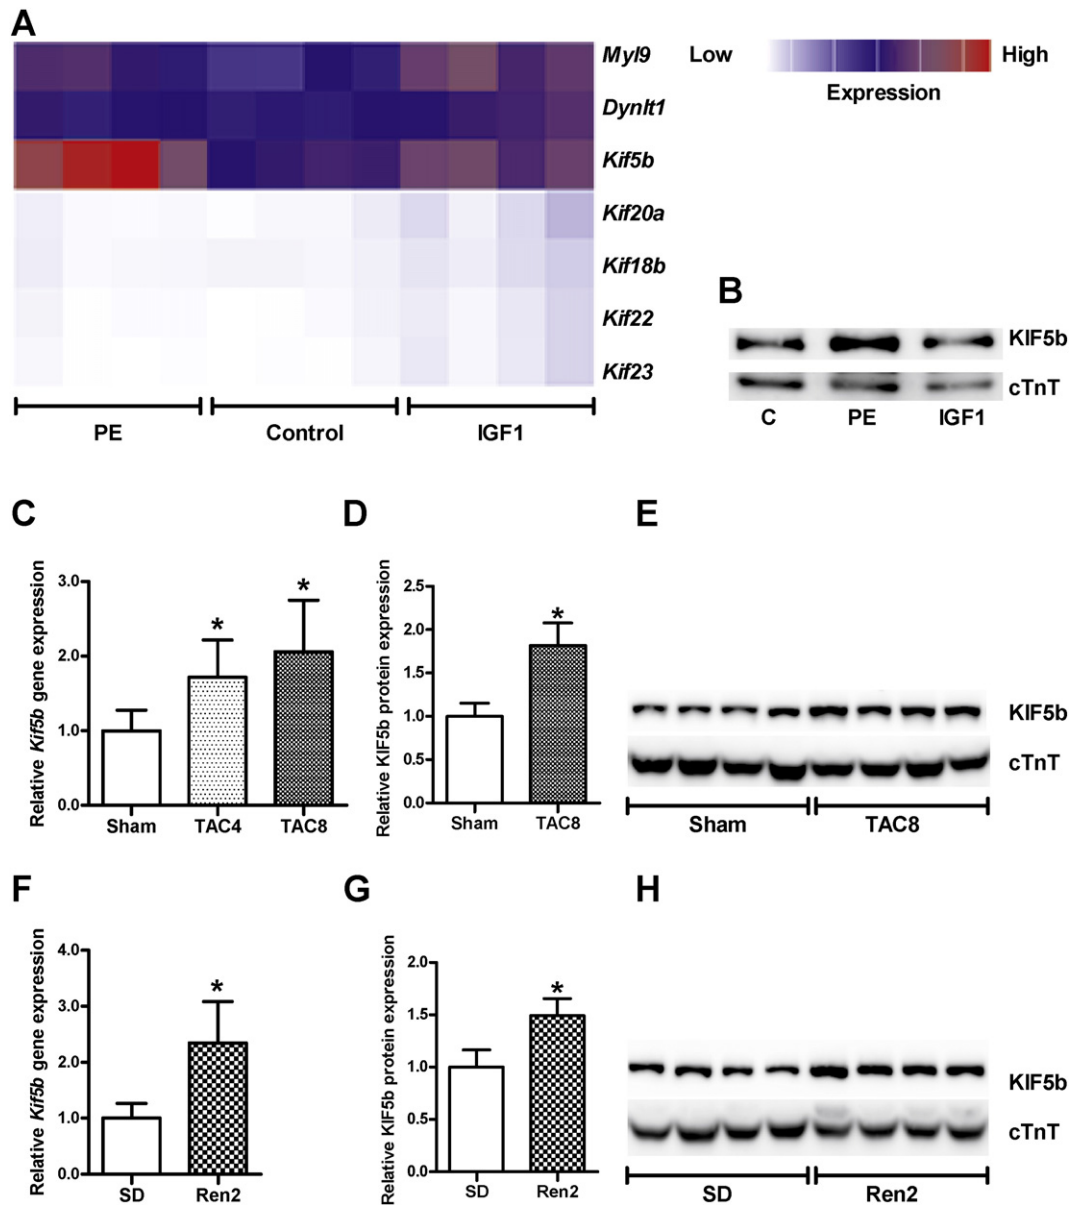 A
Myl9
Dynlt1
Kif5b
Kif20a
Kif18b
Kif22
Kif23
PE Control IGF1
Low High
Expression
B
KIF5b
cTnT
C PE IGF1
C
Relative Kif5b gene expression
3.0
2.0
1.0
0.0
* *
Sham TAC4 TAC8
D
Relative KIF5b protein expression
2.5
2.0
1.5
1.0
0.5
0.0
*
Sham TAC8
E
KIF5b
cTnT
Sham TAC8
F
Relative Kif5b gene expression
4.0
3.0
2.0
1.0
0.0
*
SD Ren2
G
Relative KIF5b protein expression
2.0
1.5
1.0
0.5
0.0
*
SD Ren2
H
KIF5b
cTnT
SD Ren2